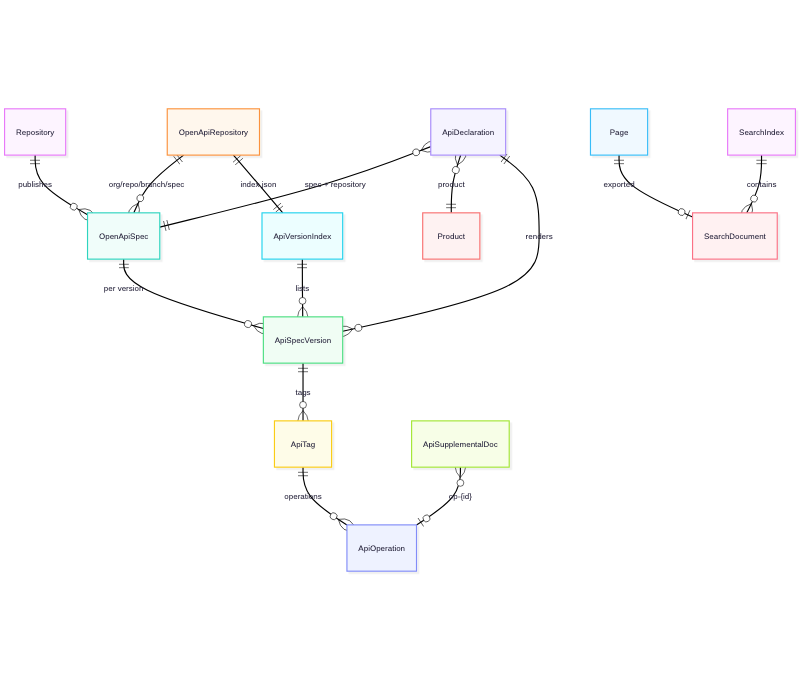 Repository
OpenApiRepository
ApiDeclaration
Page
SearchIndex
publishes
org/repo/branch/spec
index.json
spec + repository
product
exported
contains
OpenApiSpec
ApiVersionIndex
Product
renders
SearchDocument
per version
lists
ApiSpecVersion
tags
ApiTag
ApiSupplementalDoc
operations
op-{id}
ApiOperation